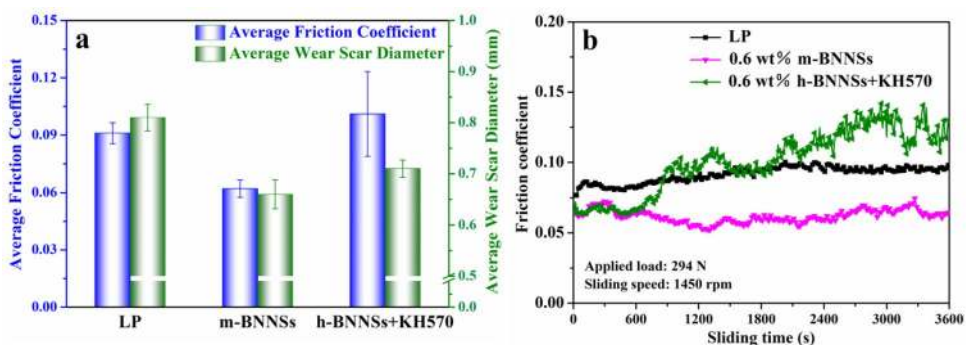 a
Average Friction Coefficient
Average Wear Scar Diameter
0.15
0.12
0.09
0.06
0.03
0.00
Average Friction Coefficient
1.0
0.9
0.8
0.7
0.6
0.5
0.0
Average Wear Scar Diameter (mm)
LP
m-BNNSs
h-BNNSs+KH570
b
LP
0.6 wt% m-BNNSs
0.6 wt% h-BNNSs+KH570
0.20
0.15
0.10
0.05
0.00
Friction coefficient
Applied load: 294 N
Sliding speed: 1450 rpm
0
600
1200
1800
2400
3000
3600
Sliding time (s)